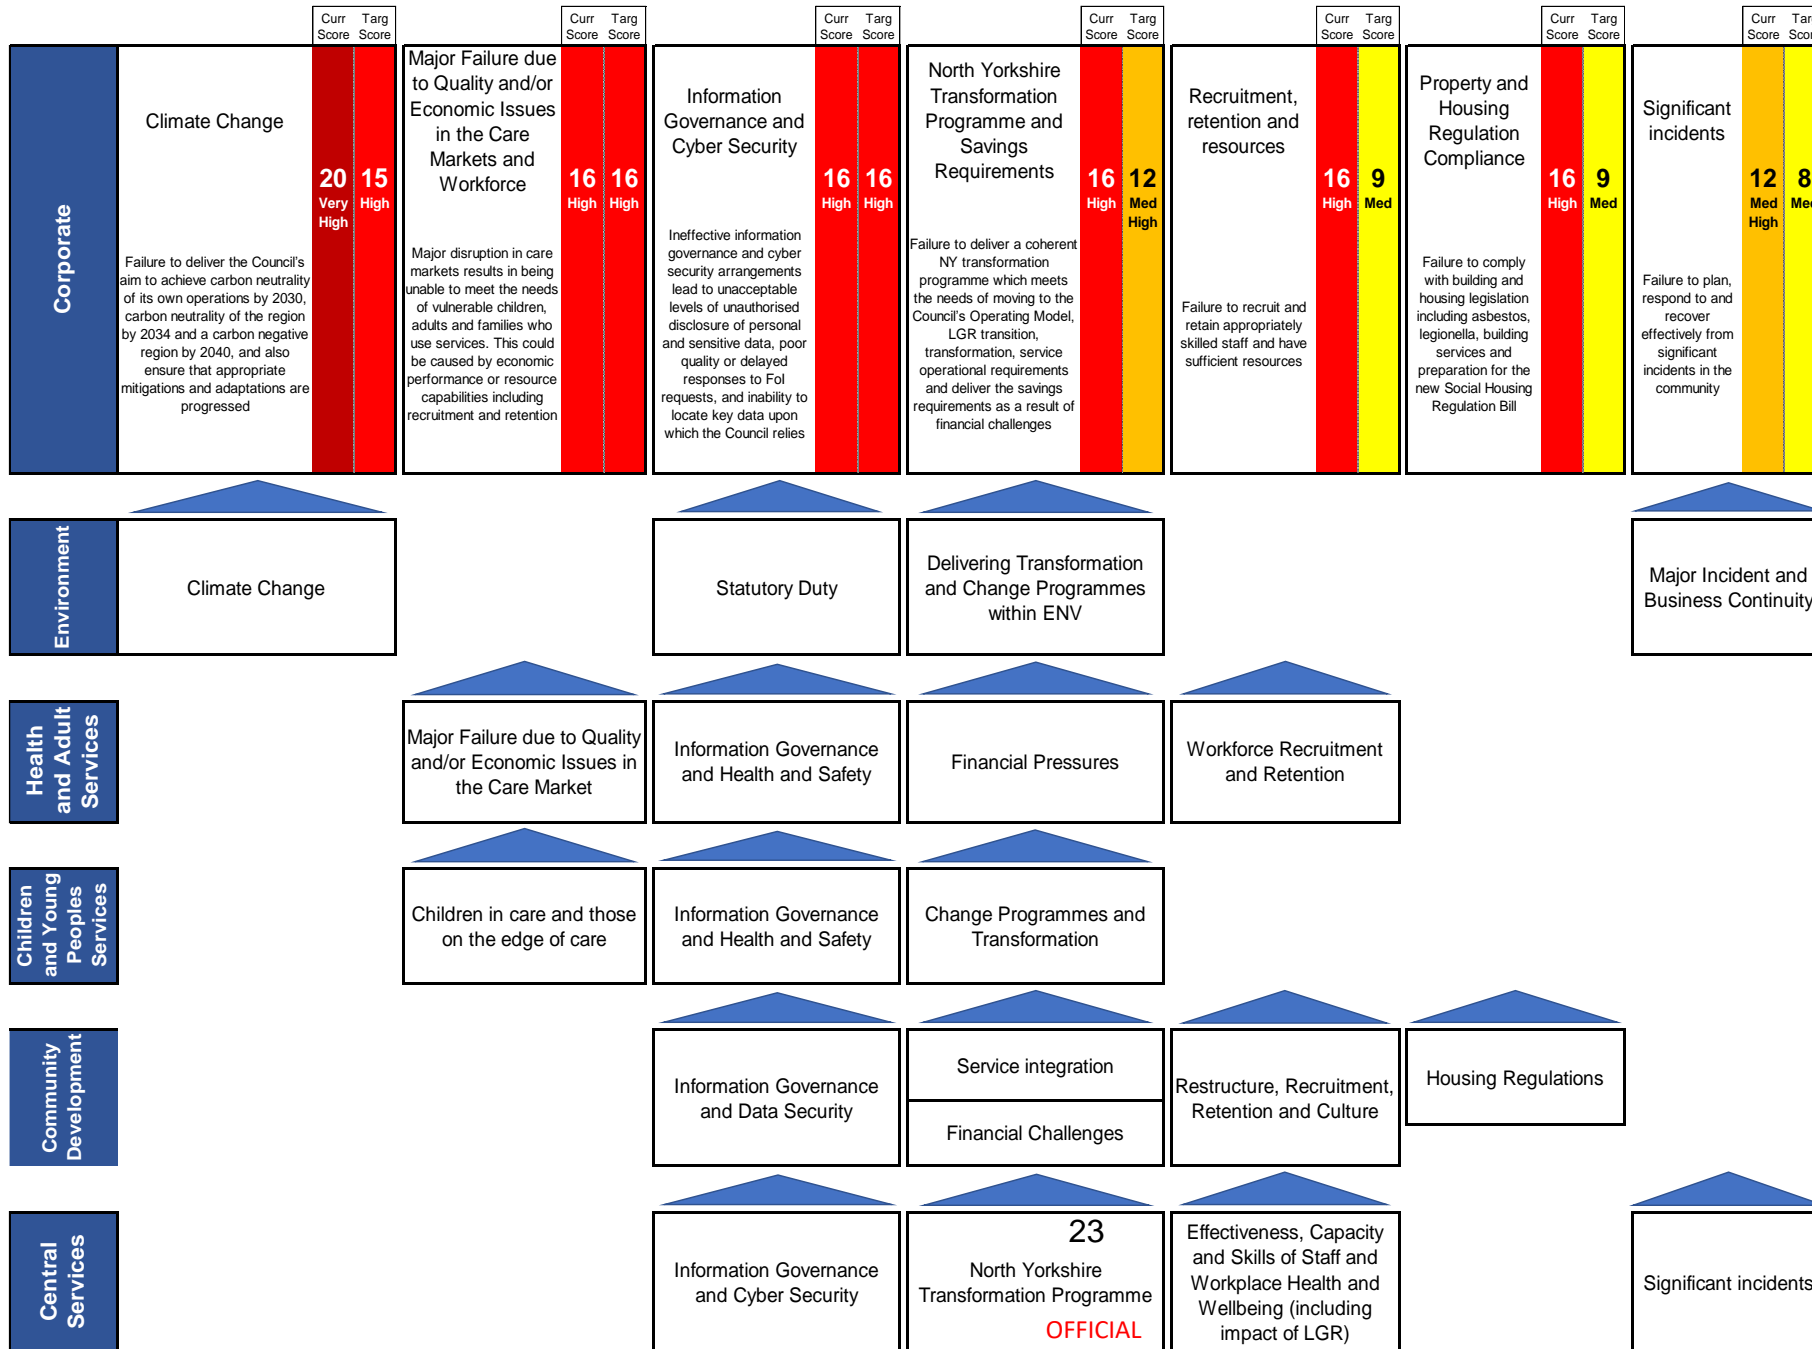 Curr Targ
Score Score
Curr Targ
Score Score
Curr Targ
Score Score
Curr Targ
Score Score
Curr Targ
Score Score
Curr Targ
Score Score
Curr
Score
Corporate
Climate Change
Failure to deliver the Council's
aim to achieve carbon neutrality
of its own operations by 2030,
carbon neutrality of the region
by 2034 and a carbon negative
region by 2040, and also
ensure that appropriate
mitigations and adaptations are
progressed
20
Very
High
15
High
Major Failure due
to Quality and/or
Economic Issues
in the Care
Markets and
Workforce
Major disruption in care
markets results in being
unable to meet the needs
of vulnerable children,
adults and families who
use services. This could
be caused by economic
performance or resource
capabilities including
recruitment and retention
16
High
16
High
Information
Governance and
Cyber Security
Ineffective information
governance and cyber
security arrangements
lead to unacceptable
levels of unauthorised
disclosure of personal
and sensitive data, poor
quality or delayed
responses to FoI
requests, and inability to
locate key data upon
which the Council relies
16
High
16
High
North Yorkshire
Transformation
Programme and
Savings
Requirements
Failure to deliver a coherent
NY transformation
programme which meets
the needs of moving to the
Council's Operating Model,
LGR transition,
transformation, service
operational requirements
and deliver the savings
requirements as a result of
financial challenges
16
High
12
Med
High
Recruitment,
retention and
resources
Failure to recruit and
retain appropriately
skilled staff and have
sufficient resources
16
High
9
Med
Property and
Housing
Regulation
Compliance
Failure to comply
with building and
housing legislation
including asbestos,
legionella, building
services and
preparation for the
new Social Housing
Regulation Bill
16
High
9
Med
Significant
incidents
Failure to plan,
respond to and
recover
effectively from
significant
incidents in the
community
12
Med
High
8
Environment
Climate Change
Statutory Duty
Delivering Transformation
and Change Programmes
within ENV
Major Incident and
Business Continuity
Health
and Adult
Services
Major Failure due to Quality
and/or Economic Issues in
the Care Market
Information Governance
and Health and Safety
Financial Pressures
Workforce Recruitment
and Retention
Children
and Young
Peoples
Services
Children in care and those
on the edge of care
Information Governance
and Health and Safety
Change Programmes and
Transformation
Community
Development
Information Governance
and Data Security
Service integration
Financial Challenges
Restructure, Recruitment,
Retention and Culture
Housing Regulations
Central
Services
Information Governance
and Cyber Security
23
North Yorkshire
Transformation Programme
OFFICIAL
Effectiveness, Capacity
and Skills of Staff and
Workplace Health and
Wellbeing (including
impact of LGR)
Significant incidents